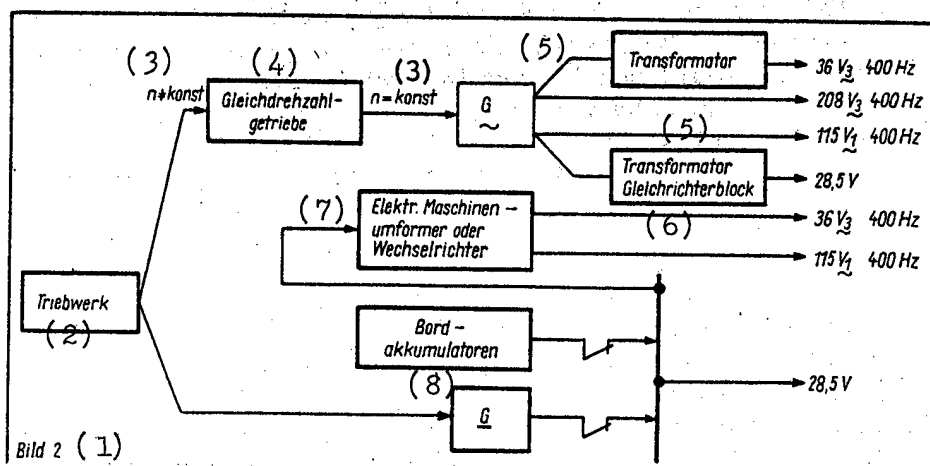 (3) (4) (3) (5) Transformator 36 V3 400 Hz
n≠konst Gleichdrehzahl-
getriebe n=konst G
~ 208 V3 400 Hz
(5) 115 V1 400 Hz
Transformator
Gleichrichterblock 28,5 V
(7) Elektr. Maschinen-
umformer oder
Wechselrichter (6) 36 V3 400 Hz
115 V1 400 Hz
Triebwerk
(2)
Bord-
akkumulatoren
(8) 28,5 V
G
Bild 2 (1)